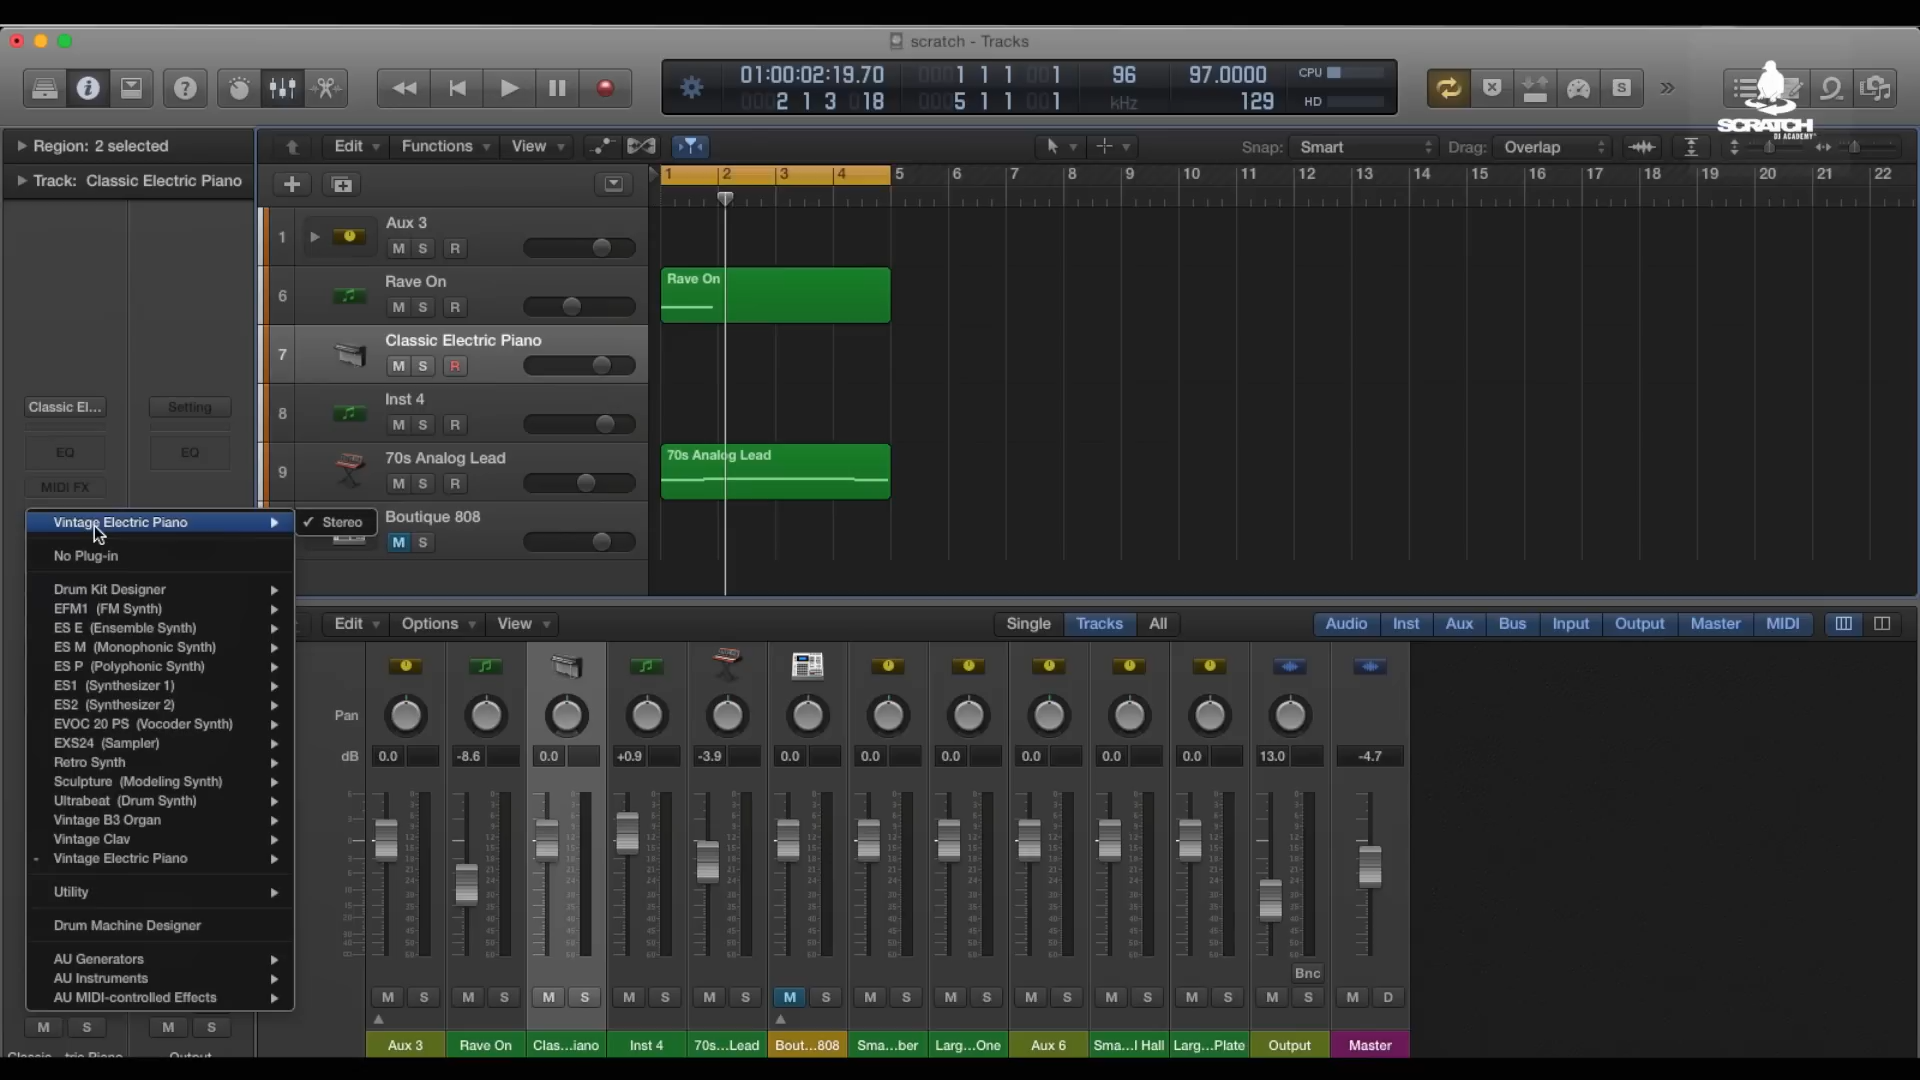 scratch - Tracks
01:00:02:19.70
1 1 1 001
96
97.0000
CPU
2 1 3 018
0005 1 1 001
kHz
129
HD
S
SCRATCH
DJ ACADEMY
Region: 2 selected
Edit
Functions
View
Snap: Smart
Drag: Overlap
Track: Classic Electric Piano
1 2 3 4 5 6 7 8 9 10 11 12 13 14 15 16 17 18 19 20 21 22
1
Aux 3
M S R
6
Rave On
M S R
Rave On
7
Classic Electric Piano
M S R
8
Inst 4
M S R
9
70s Analog Lead
M S R
70s Analog Lead
Boutique 808
M S
Classic El...
Setting
EQ
EQ
MIDI FX
Vintage Electric Piano
✓ Stereo
No Plug-in
Drum Kit Designer
EFM1 (FM Synth)
ES E (Ensemble Synth)
ES M (Monophonic Synth)
ES P (Polyphonic Synth)
ES1 (Synthesizer 1)
ES2 (Synthesizer 2)
EVOC 20 PS (Vocoder Synth)
EXS24 (Sampler)
Retro Synth
Sculpture (Modeling Synth)
Ultrabeat (Drum Synth)
Vintage B3 Organ
Vintage Clav
- Vintage Electric Piano
Utility
Drum Machine Designer
AU Generators
AU Instruments
AU MIDI-controlled Effects
M S M S
Output
Edit
Options
View
Single
Tracks
All
Audio
Inst
Aux
Bus
Input
Output
Master
MIDI
Pan
dB
0.0 -8.6 0.0 +0.9 -3.9 0.0 0.0 0.0 0.0 0.0 0.0 13.0 -4.7
Bnc
M S M S M S M S M S M S M S M S M S M S M S M S M D
Aux 3
Rave On
Clas...iano
Inst 4
70s...Lead
Bout...808
Sma...ber
Larg...One
Aux 6
Sma...l Hall
Larg...Plate
Output
Master